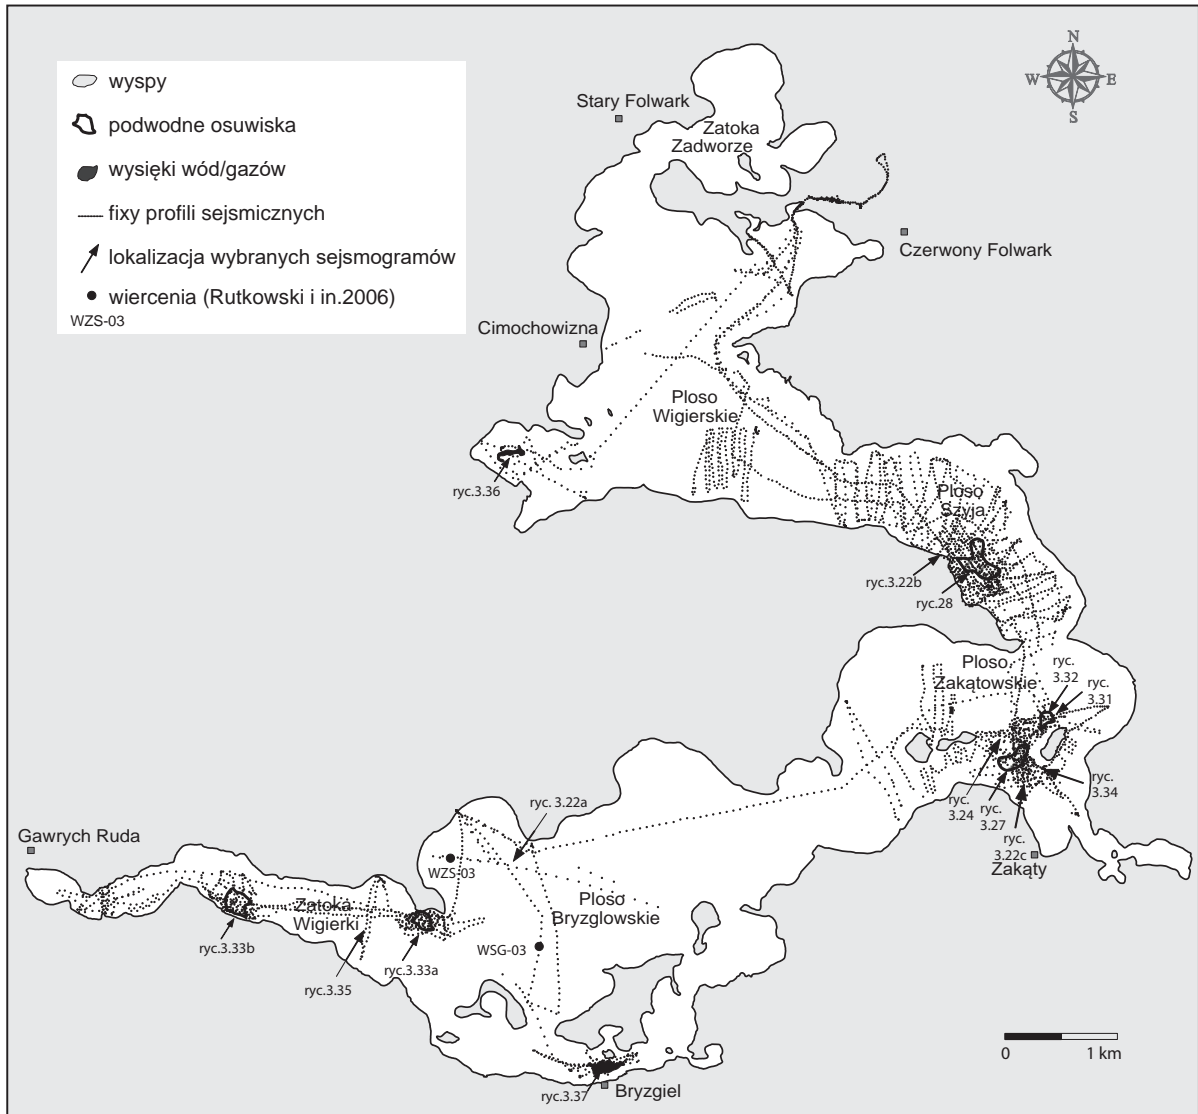 N
W E
S
wyspy
podwodne osuwiska
wysięki wód/gazów
fixy profili sejsmicznych
lokalizacja wybranych sejsmogramów
wiercenia (Rutkowski i in.2006)
WZS-03
Stary Folwark
Zatoka
Zadworze
Czerwony Folwark
Cimochowizna
Ploso
Wigierskie
ryc.3.36
Ploso
Szyja
ryc.3.22b
ryc.28
Ploso
Zakątowskie
ryc.
3.32
ryc.
3.31
ryc.
3.34
ryc.
3.24
ryc.
3.27
ryc.
3.22c
Zakąty
ryc. 3.22a
Gawrych Ruda
WZS-03
Ploso
Bryzglowskie
Zatoka
Wigierki
WSG-03
ryc.3.33b
ryc.3.33a
ryc.3.35
ryc.3.37
Bryzgiel
0 1 km